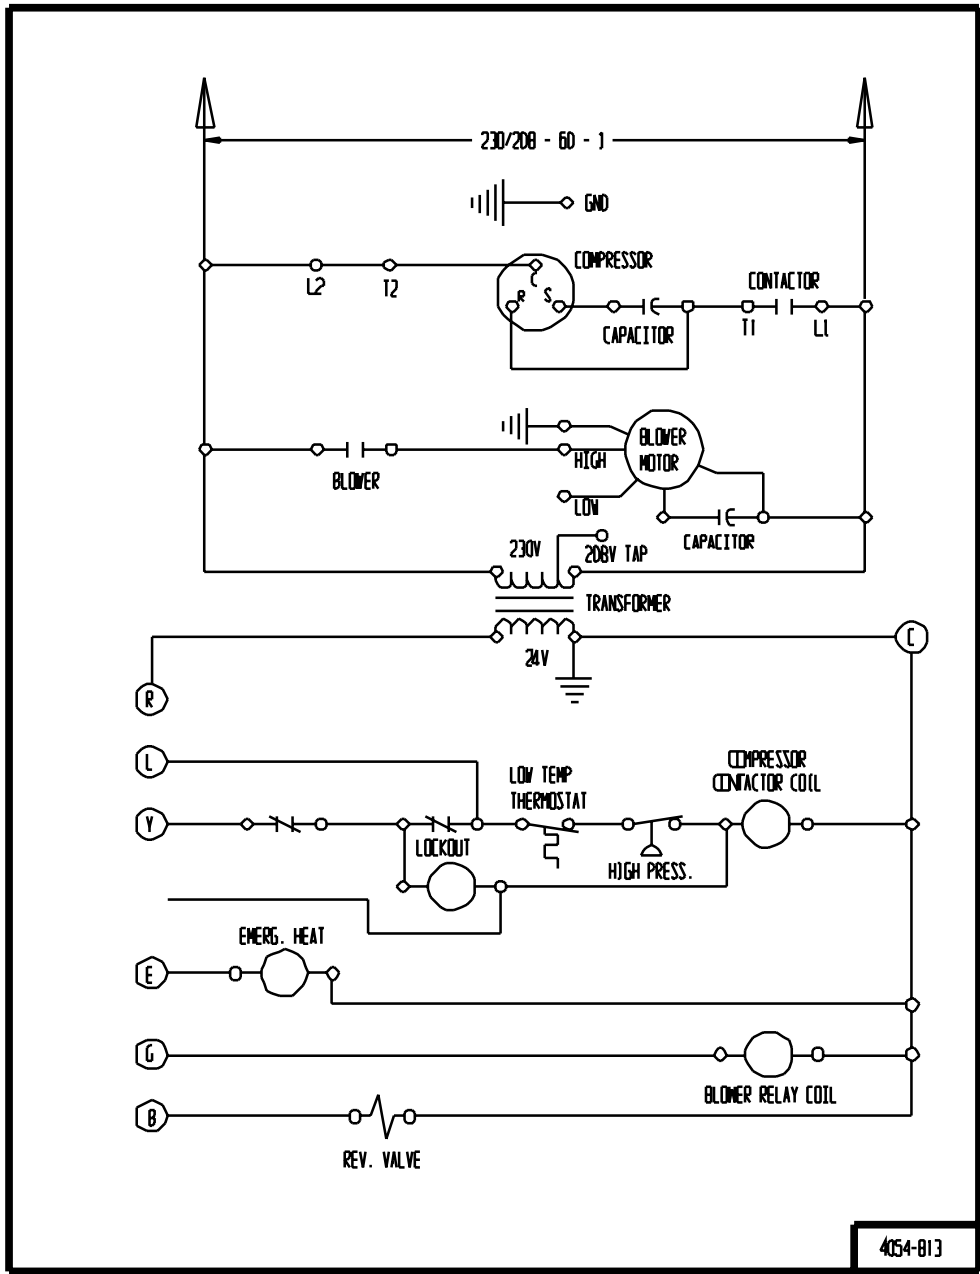 230/208 - 60 - 1
GND
COMPRESSOR
C
R S
CONTACTOR
L2 T2
CAPACITOR
T1 L1
BLOWER
MOTOR
HIGH
BLOWER
LOW
CAPACITOR
230V
208V TAP
TRANSFORMER
C
24V
R
L
COMPRESSOR
CONTACTOR COIL
LOW TEMP
THERMOSTAT
Y
LOCKOUT
HIGH PRESS.
EMERG. HEAT
E
G
BLOWER RELAY COIL
B
REV. VALVE
4054-813